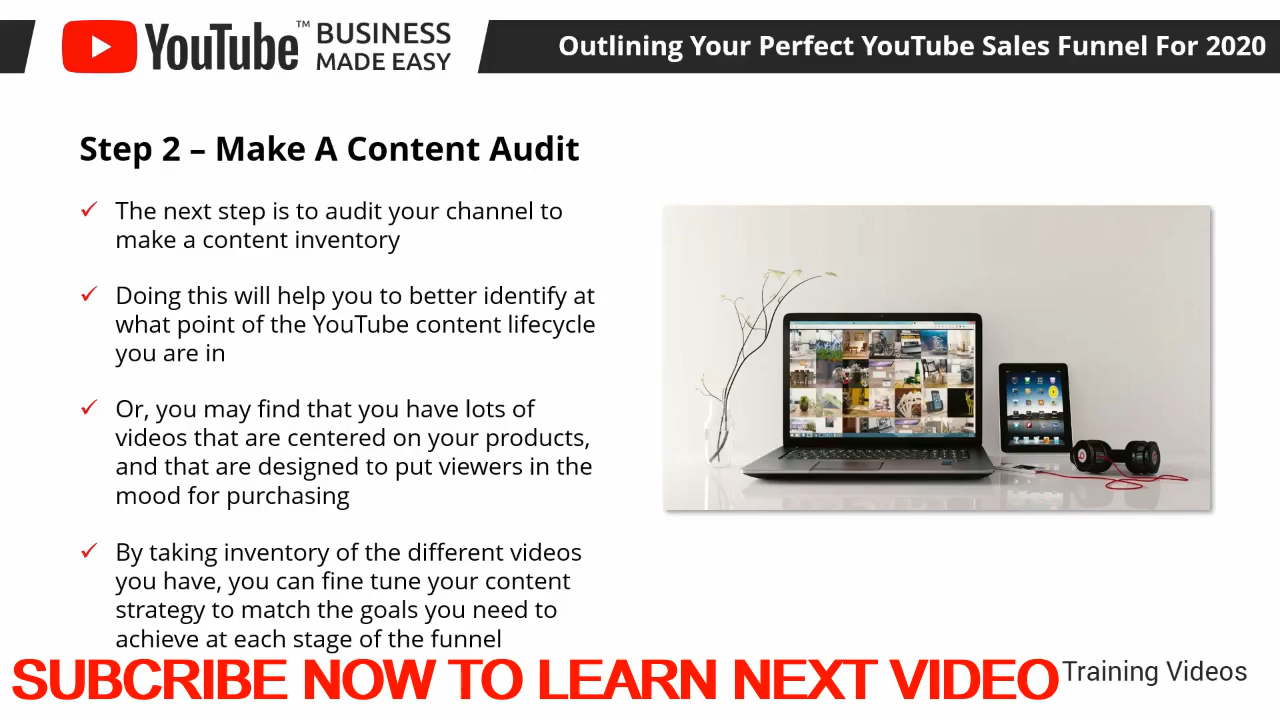 YouTube™ BUSINESS
MADE EASY
Outlining Your Perfect YouTube Sales Funnel For 2020
Step 2 – Make A Content Audit
✓ The next step is to audit your channel to
make a content inventory
✓ Doing this will help you to better identify at
what point of the YouTube content lifecycle
you are in
✓ Or, you may find that you have lots of
videos that are centered on your products,
and that are designed to put viewers in the
mood for purchasing
✓ By taking inventory of the different videos
you have, you can fine tune your content
strategy to match the goals you need to
achieve at each stage of the funnel
SUBCRIBE NOW TO LEARN NEXT VIDEO
Training Videos